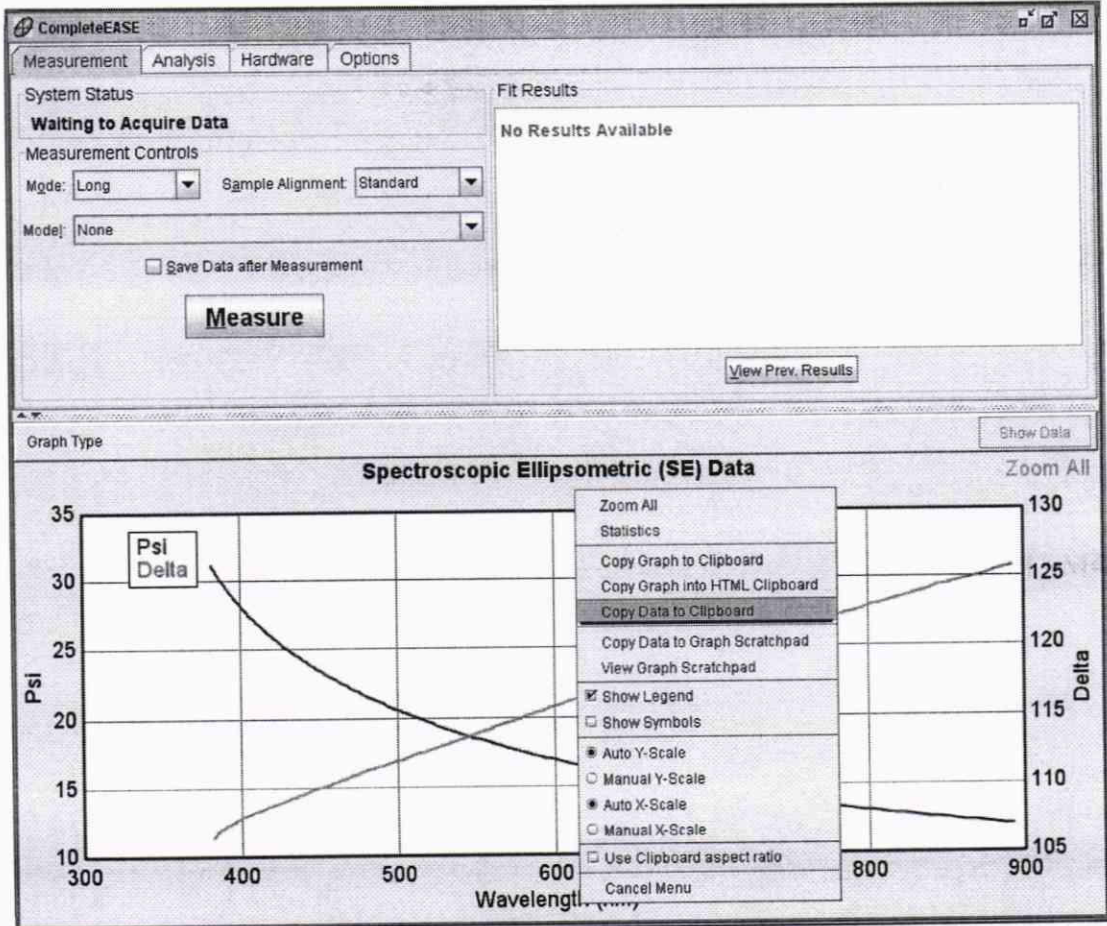 CompleteEASE
Measurement Analysis Hardware Options
System Status
Waiting to Acquire Data
Measurement Controls
Mode: Long Sample Alignment: Standard
Model: None
Save Data after Measurement
Measure
Fit Results
No Results Available
View Prev. Results
Graph Type
Show Data
Spectroscopic Ellipsometric (SE) Data
Zoom All
Psi
Delta
35
30
25
20
15
10
Psi
130
125
120
115
110
105
Delta
300 400 500 600 800 900
Wavelength (nm)
Zoom All
Statistics
Copy Graph to Clipboard
Copy Graph into HTML Clipboard
Copy Data to Clipboard
Copy Data to Graph Scratchpad
View Graph Scratchpad
Show Legend
Show Symbols
Auto Y-Scale
Manual Y-Scale
Auto X-Scale
Manual X-Scale
Use Clipboard aspect ratio
Cancel Menu